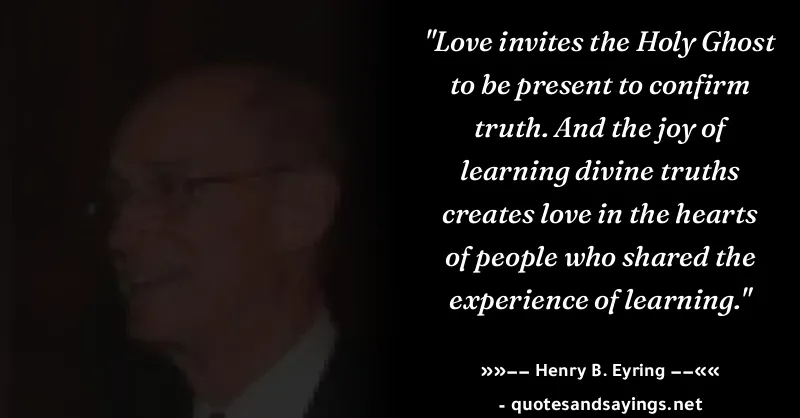 "Love invites the Holy Ghost
to be present to confirm
truth. And the joy of
learning divine truths
creates love in the hearts
of people who shared the
experience of learning."
»»–– Henry B. Eyring ––««
- quotesandsayings.net